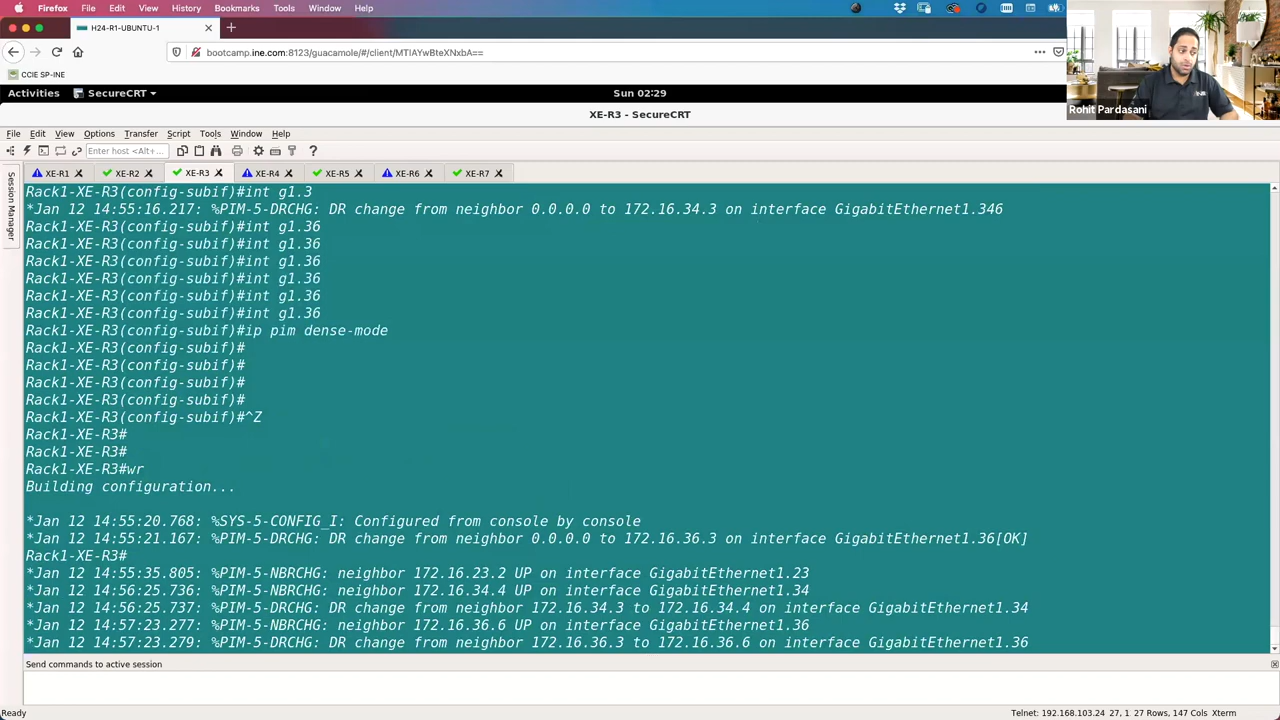 Firefox File Edit View History Bookmarks Tools Window Help
H24-R1-UBUNTU-1
bootcamp.ine.com:8123/guacamole/#/client/MTIAYwBteXNxbA==
CCIE SP-INE
Activities SecureCRT Sun 02:29
Rohit Pardasani
XE-R3 - SecureCRT
File Edit View Options Transfer Script Tools Window Help
Enter host <Alt+...
Session Manager
XE-R1 XE-R2 XE-R3 XE-R4 XE-R5 XE-R6 XE-R7
Rack1-XE-R3(config-subif)#int g1.3
*Jan 12 14:55:16.217: %PIM-5-DRCHG: DR change from neighbor 0.0.0.0 to 172.16.34.3 on interface GigabitEthernet1.346
Rack1-XE-R3(config-subif)#int g1.36
Rack1-XE-R3(config-subif)#int g1.36
Rack1-XE-R3(config-subif)#int g1.36
Rack1-XE-R3(config-subif)#int g1.36
Rack1-XE-R3(config-subif)#int g1.36
Rack1-XE-R3(config-subif)#int g1.36
Rack1-XE-R3(config-subif)#ip pim dense-mode
Rack1-XE-R3(config-subif)#
Rack1-XE-R3(config-subif)#
Rack1-XE-R3(config-subif)#
Rack1-XE-R3(config-subif)#
Rack1-XE-R3(config-subif)#^Z
Rack1-XE-R3#
Rack1-XE-R3#
Rack1-XE-R3#wr
Building configuration...
*Jan 12 14:55:20.768: %SYS-5-CONFIG_I: Configured from console by console
*Jan 12 14:55:21.167: %PIM-5-DRCHG: DR change from neighbor 0.0.0.0 to 172.16.36.3 on interface GigabitEthernet1.36[OK]
Rack1-XE-R3#
*Jan 12 14:55:35.805: %PIM-5-NBRCHG: neighbor 172.16.23.2 UP on interface GigabitEthernet1.23
*Jan 12 14:56:25.736: %PIM-5-NBRCHG: neighbor 172.16.34.4 UP on interface GigabitEthernet1.34
*Jan 12 14:56:25.737: %PIM-5-DRCHG: DR change from neighbor 172.16.34.3 to 172.16.34.4 on interface GigabitEthernet1.34
*Jan 12 14:57:23.277: %PIM-5-NBRCHG: neighbor 172.16.36.6 UP on interface GigabitEthernet1.36
*Jan 12 14:57:23.279: %PIM-5-DRCHG: DR change from neighbor 172.16.36.3 to 172.16.36.6 on interface GigabitEthernet1.36
Send commands to active session
Ready Telnet: 192.168.103.24 27, 1 27 Rows, 147 Cols Xterm